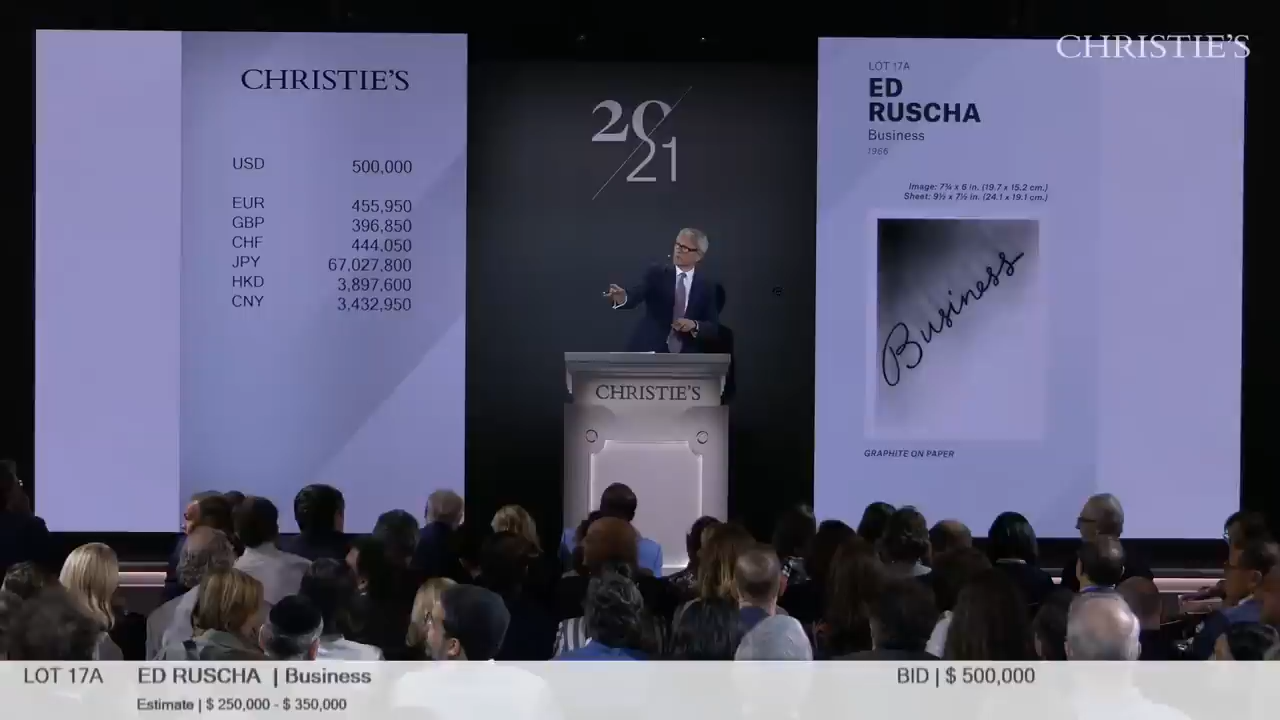 CHRISTIE'S
USD 500,000
EUR 455,950
GBP 396,850
CHF 444,050
JPY 67,027,800
HKD 3,897,600
CNY 3,432,950
20/21
CHRISTIE'S
CHRISTIE'S
LOT 17A
ED
RUSCHA
Business
1986
Image: 7¾ x 6 in. (19.7 x 15.2 cm.)
Sheet: 9½ x 7½ in. (24.1 x 19.1 cm.)
Business
GRAPHITE ON PAPER
LOT 17A ED RUSCHA | Business BID | $ 500,000
Estimate | $ 250,000 - $ 350,000